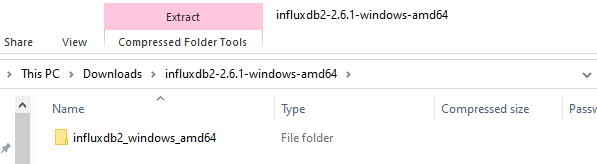 Extract influxdb2-2.6.1-windows-amd64
Share View Compressed Folder Tools
This PC > Downloads > influxdb2-2.6.1-windows-amd64 >
Name Type Compressed size Passw
influxdb2_windows_amd64 File folder